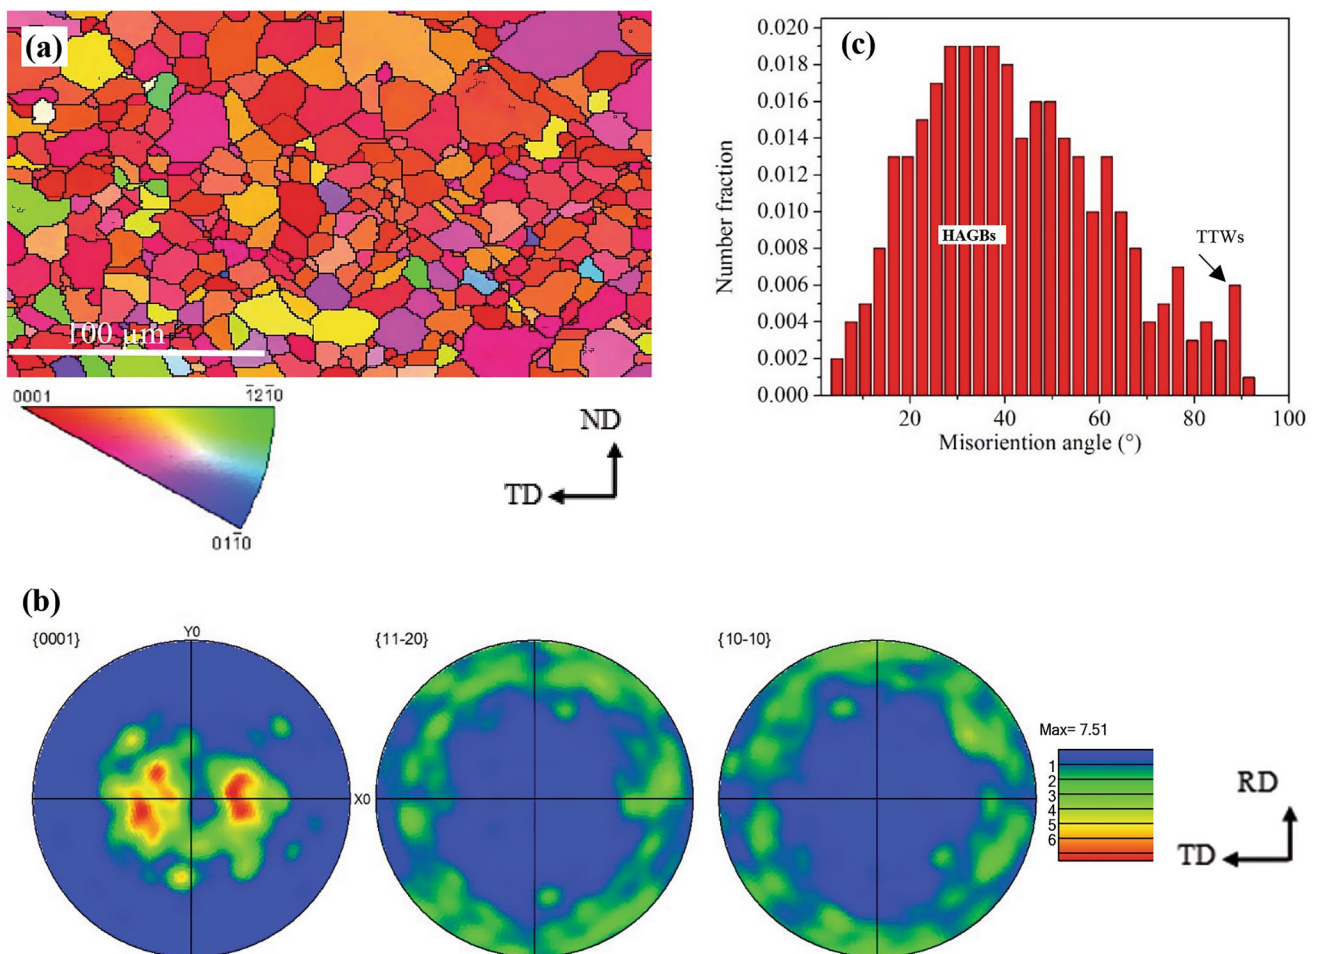 (a)
100 μm
0001
1̄21̄0
011̄0
ND
TD
(c)
0.020
0.018
0.016
0.014
0.012
0.010
0.008
0.006
0.004
0.002
0.000
Number fraction
HAGBs
TTWs
20
40
60
80
100
Misoriention angle (°)
(b)
{0001}
Y0
X0
{11-20}
{10-10}
Max= 7.51
1
2
3
4
5
6
RD
TD